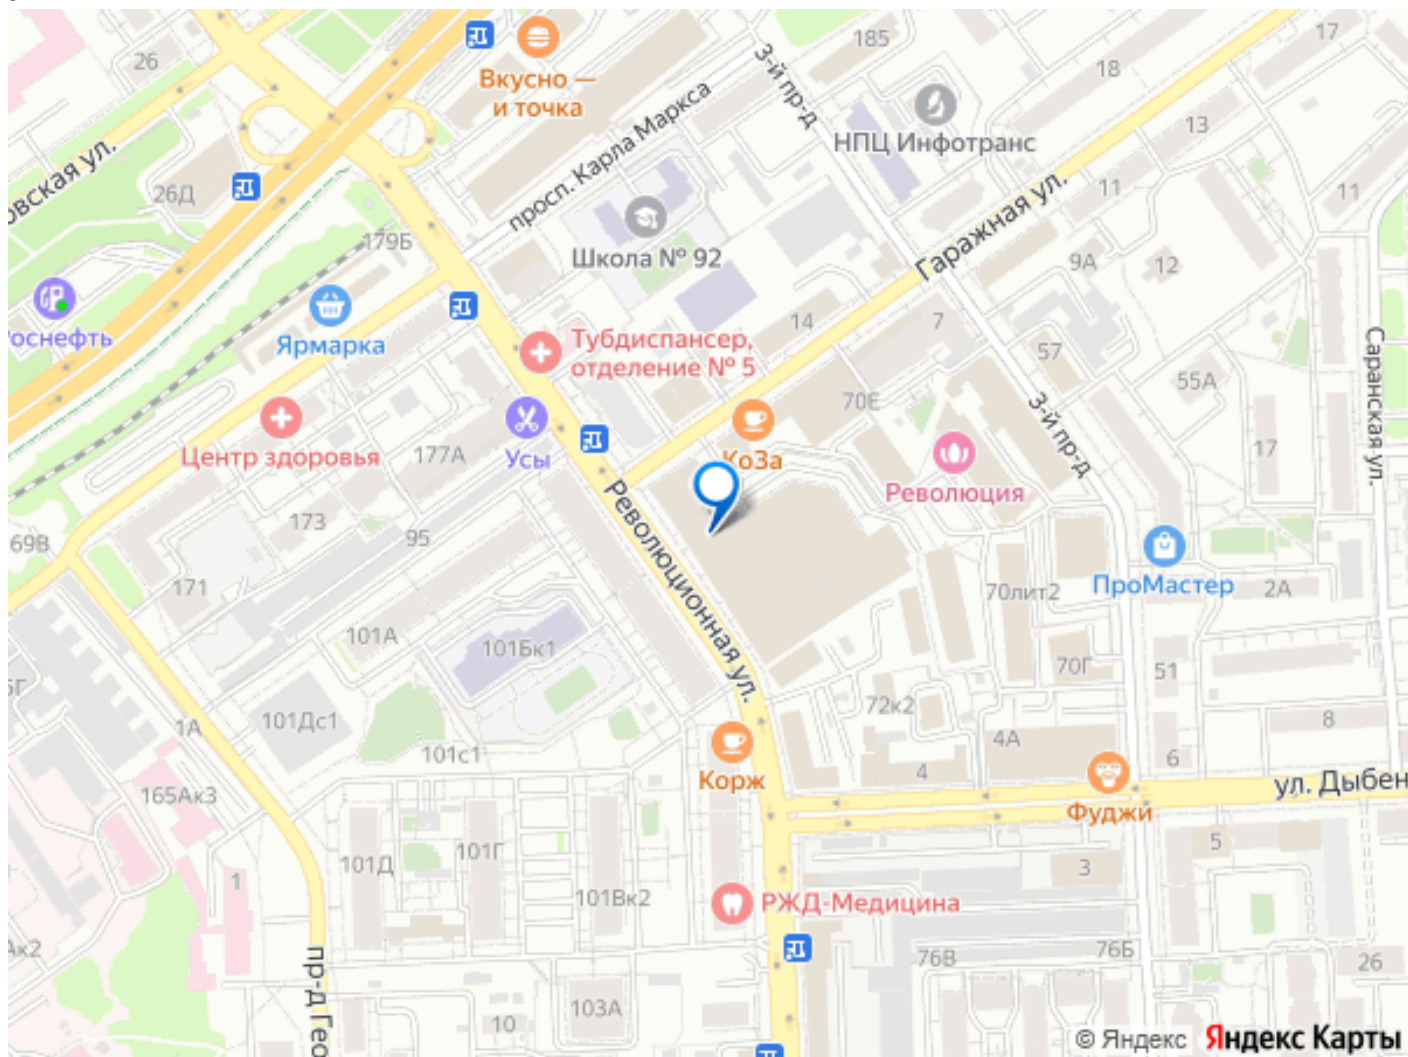 26
Вкусно —
и точка
185
3-й пр-д
17
18
НПЦ Инфотранс
13
просп. Карла Маркса
овская ул.
26Д
11
11
Гаражная ул.
179Б
Школа № 92
9А
12
Роснефть
Ярмарка
Тубдиспансер,
отделение № 5
14
7
57
55А
Саранская ул.
70Е
3-й пр-д
Центр здоровья
177А
Усы
КоЗа
17
Революция
Революционная ул.
173
95
69В
171
ПроМастер
2А
70лит2
101А
101Бк1
70Г
51
72к2
1А
101Дс1
101с1
8
4А
6
4
Корж
ул. Дыбен
165Ак3
Фуджи
101Д
101Г
5
3
1
101Вк2
РЖД-Медицина
Ак2
пр-д Гео
76В
76Б
26
103А
10
© Яндекс Яндекс Карты